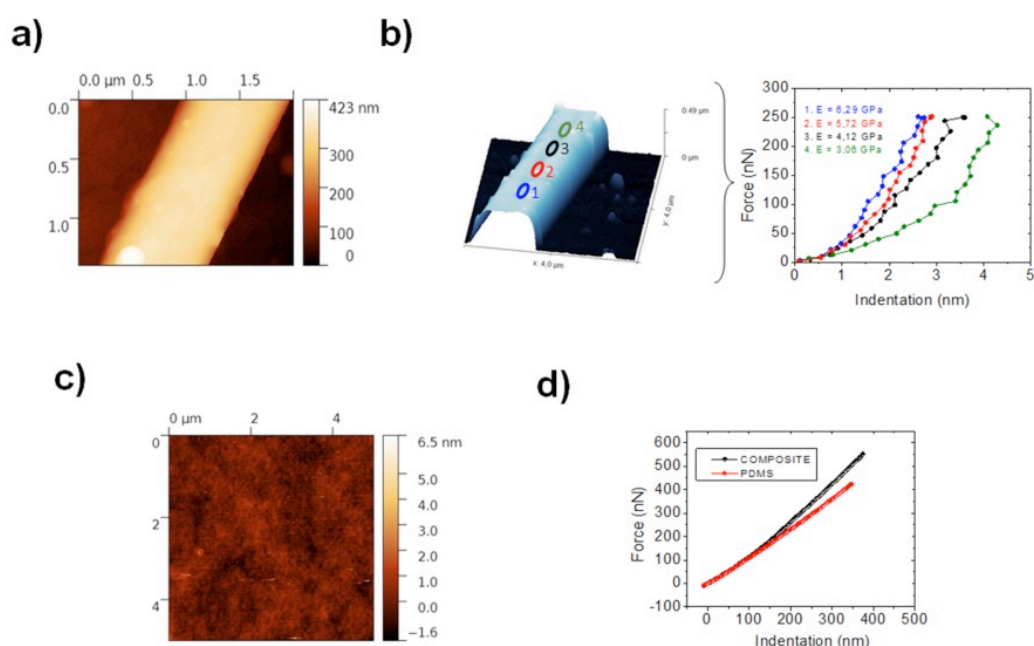 a)
0.0 µm 0.5 1.0 1.5
0.0
0.5
1.0
423 nm
300
200
100
0
b)
0.49 µm
0 µm
4
3
2
1
y: 4,0 µm
x: 4,0 µm
300
250
200
150
100
50
0
Force (nN)
1. E = 6,29 GPa
2. E = 5,72 GPa
3. E = 4,12 GPa
4. E = 3,06 GPa
0 1 2 3 4 5
Indentation (nm)
c)
0 µm 2 4
0
2
4
6.5 nm
5.0
4.0
3.0
2.0
1.0
0.0
−1.6
d)
600
500
400
300
200
100
0
-100
Force (nN)
COMPOSITE
PDMS
0 100 200 300 400 500
Indentation (nm)